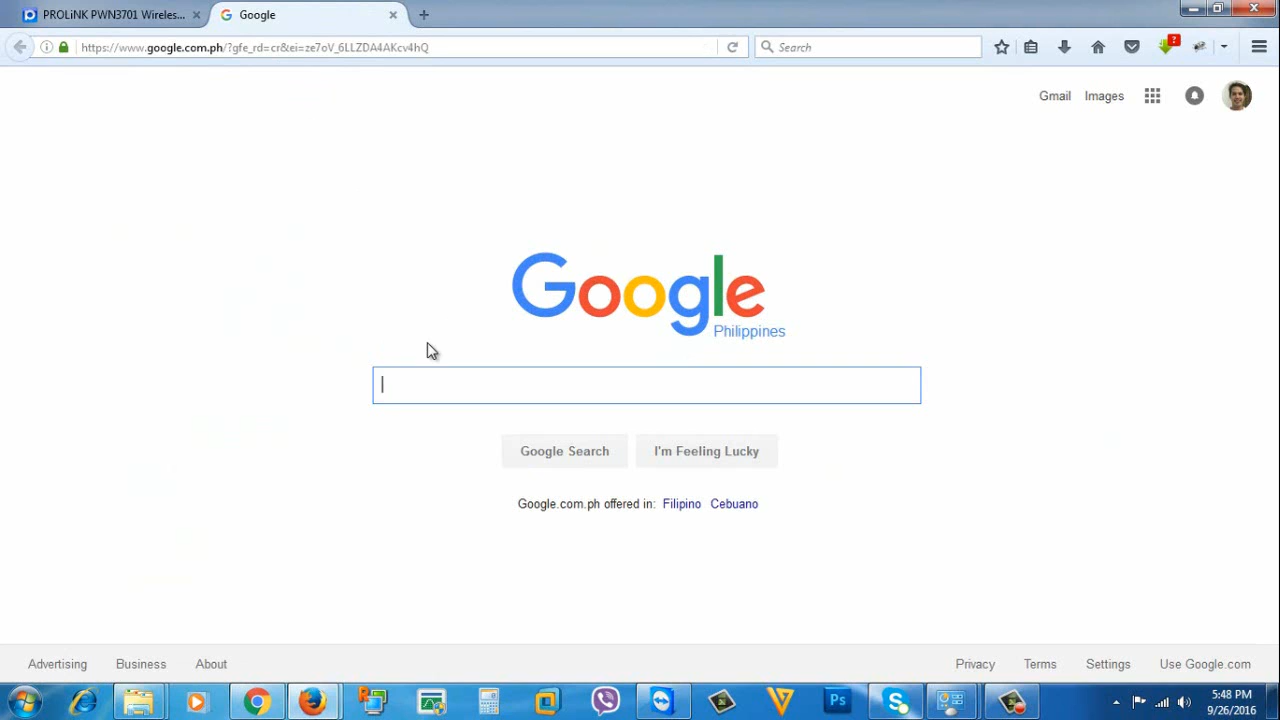 PROLiNK PWN3701 Wireles...
Google
https://www.google.com.ph/?gfe_rd=cr&ei=ze7oV_6LLZDA4AKcv4hQ
Search
?
Gmail
Images
Google
Philippines
Google Search
I'm Feeling Lucky
Google.com.ph offered in: Filipino Cebuano
Advertising
Business
About
Privacy
Terms
Settings
Use Google.com
Ps
5:48 PM
9/26/2016